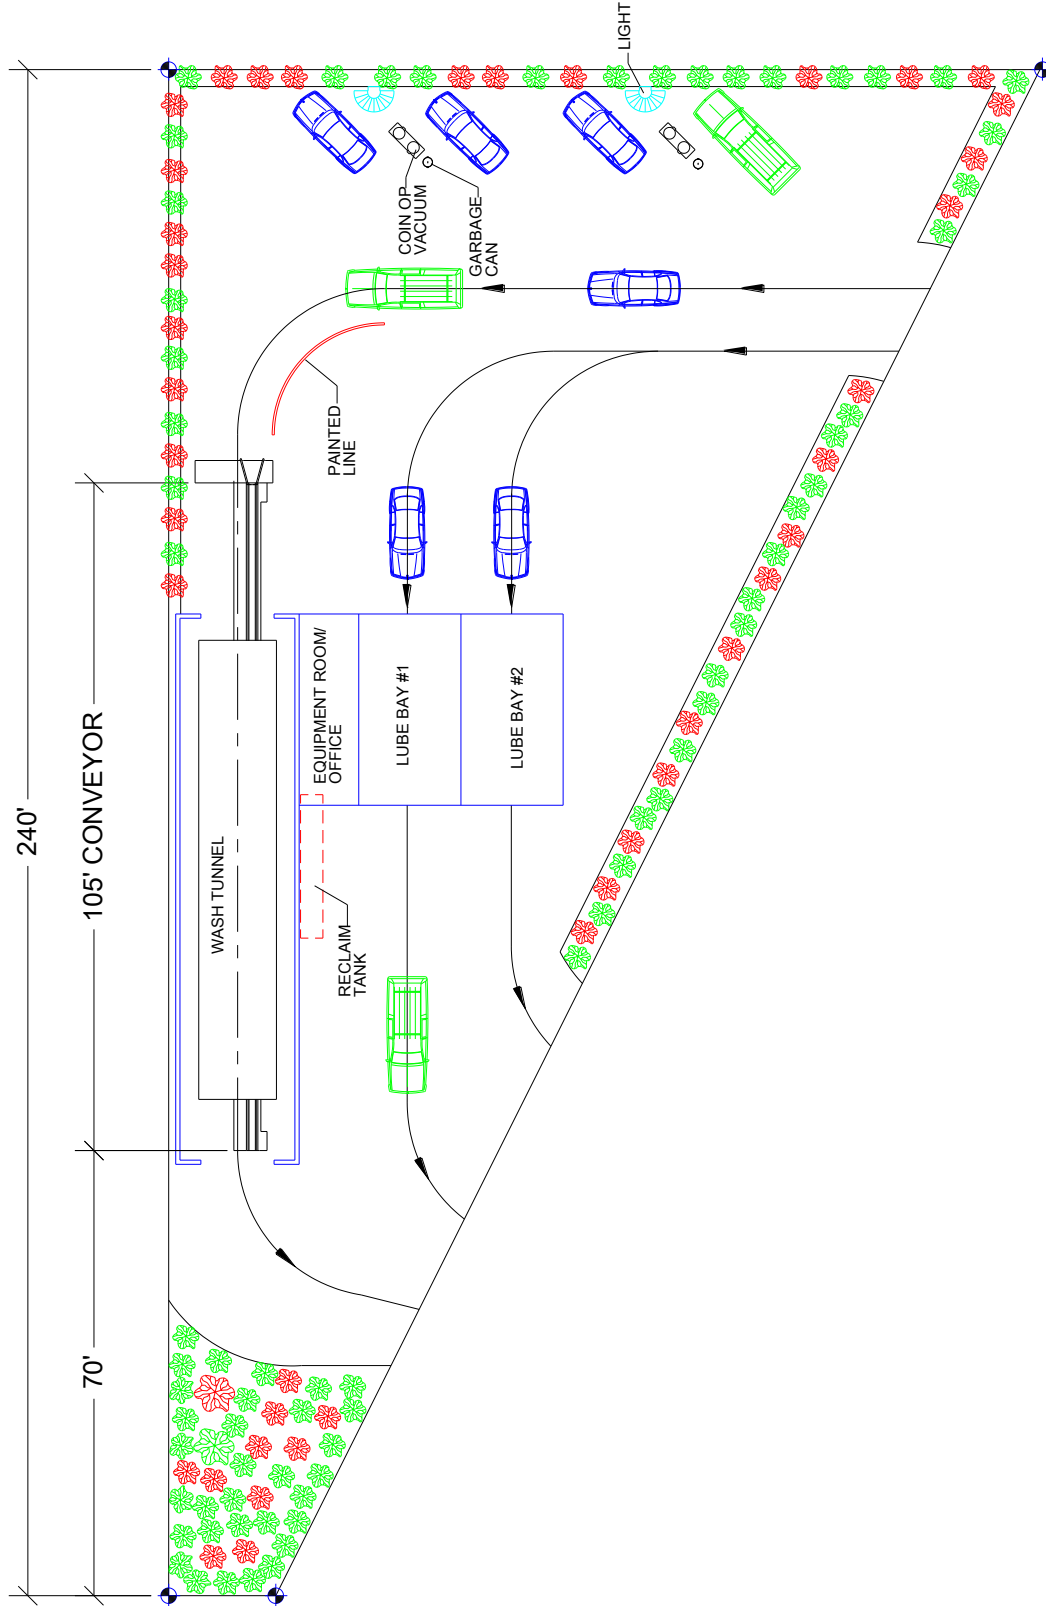 240'
105' CONVEYOR
70'
WASH TUNNEL
EQUIPMENT ROOM/
OFFICE
LUBE BAY #1
LUBE BAY #2
RECLAIM
TANK
PAINTED
LINE
COIN OP
VACUUM
GARBAGE
CAN
LIGHT